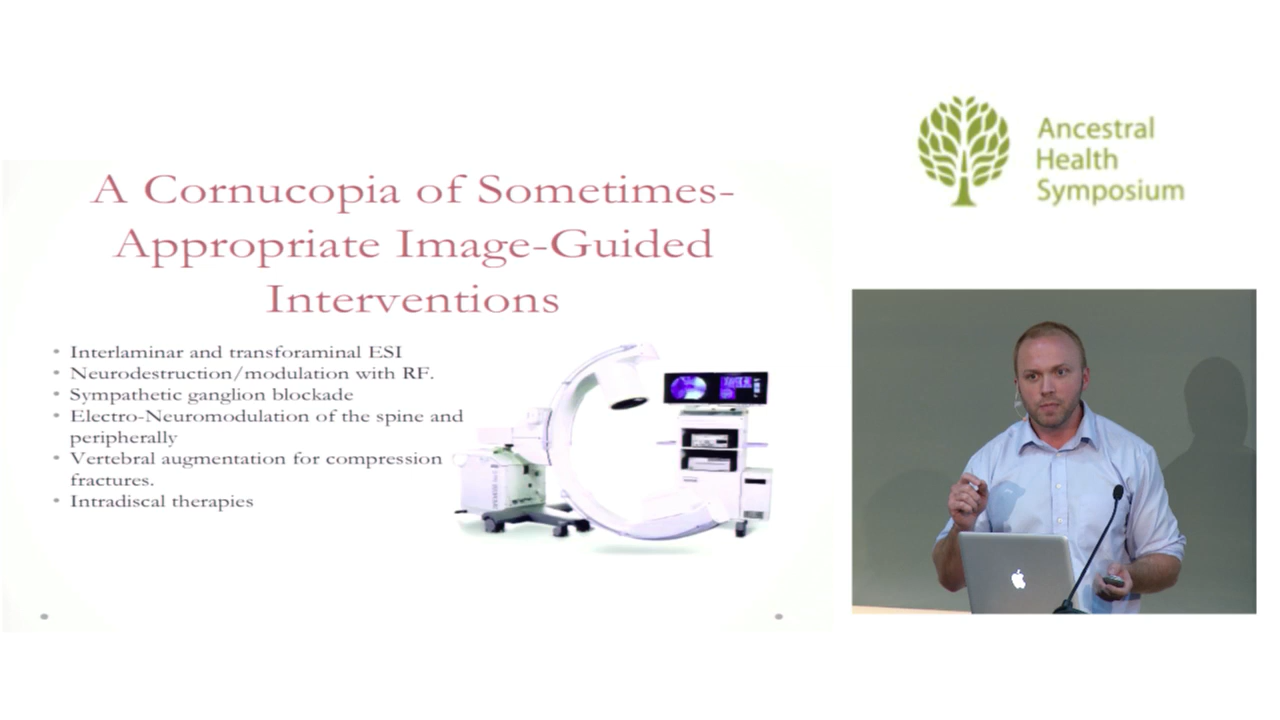 A Cornucopia of Sometimes-
Appropriate Image-Guided
Interventions
• Interlaminar and transforaminal ESI
• Neurodestruction/modulation with RF.
• Sympathetic ganglion blockade
• Electro-Neuromodulation of the spine and
peripherally
• Vertebral augmentation for compression
fractures.
• Intradiscal therapies
Ancestral
Health
Symposium